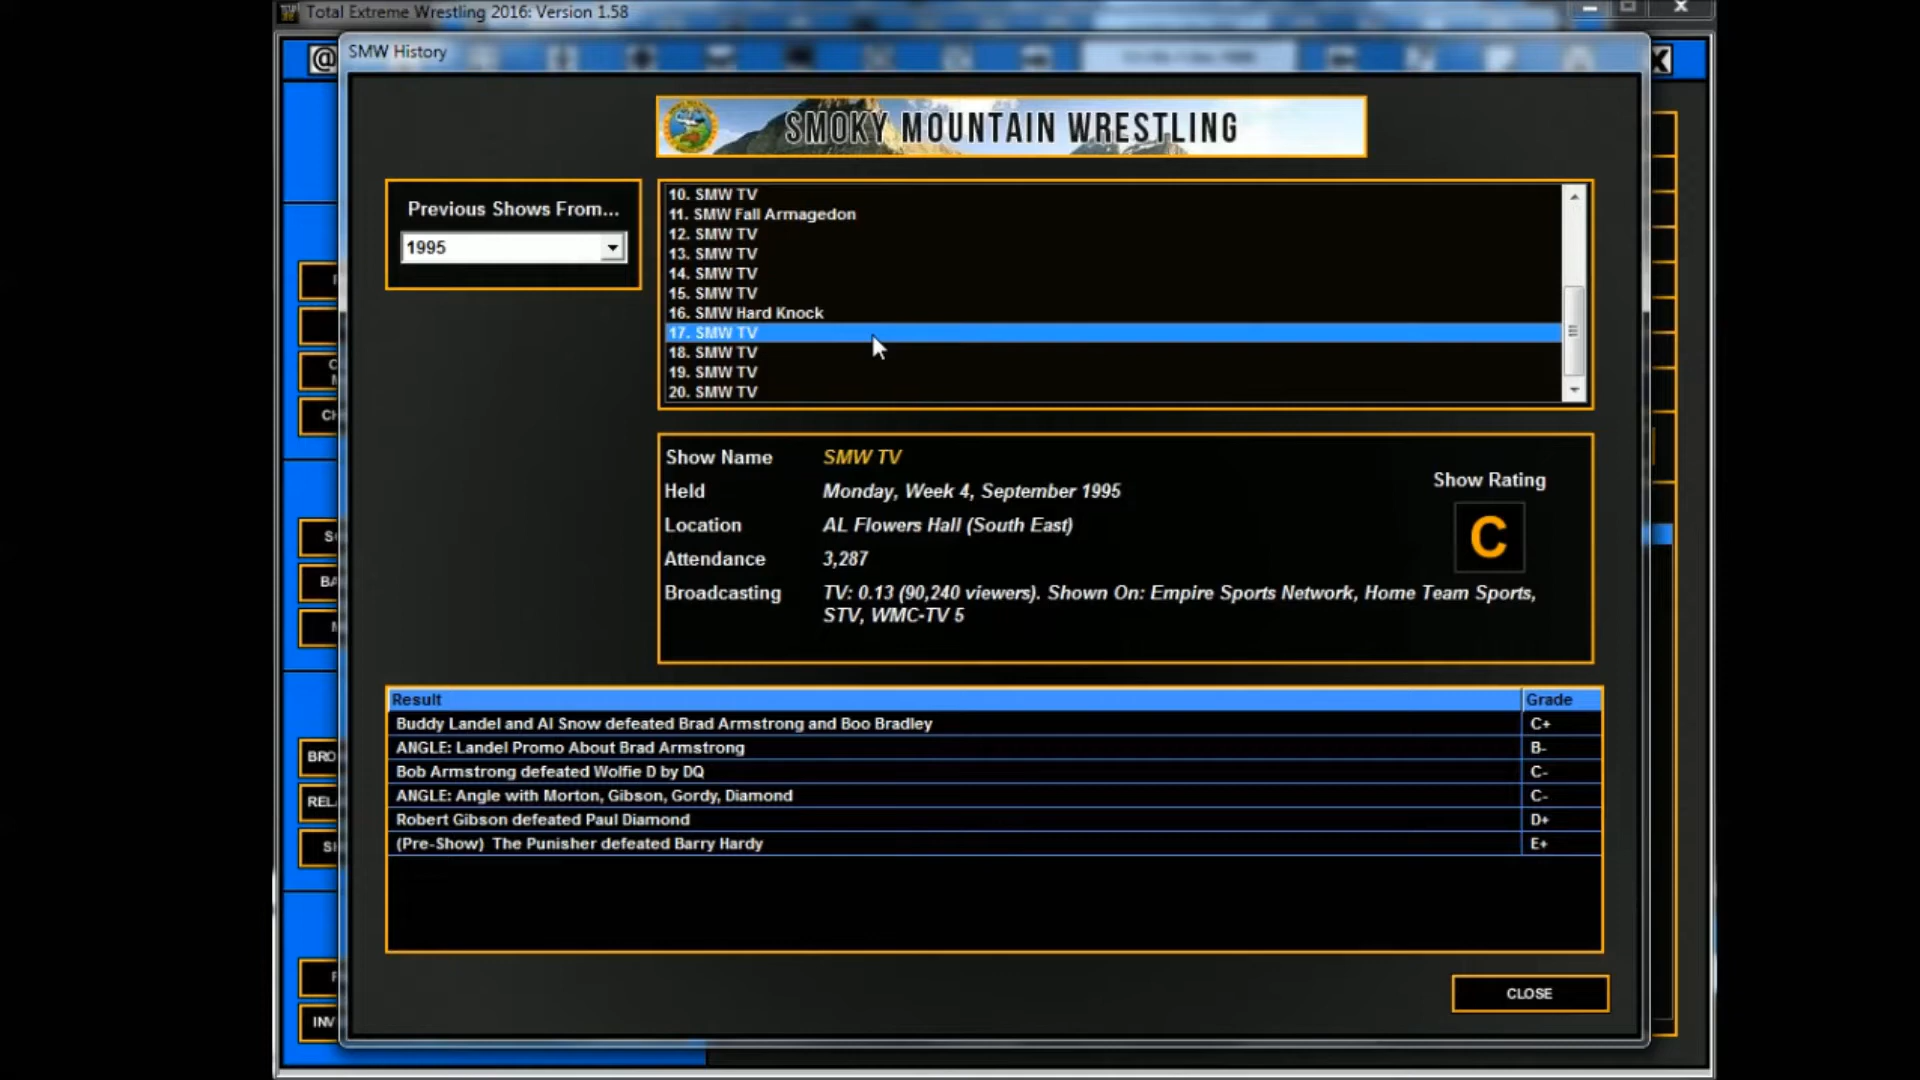 Total Extreme Wrestling 2016: Version 1.58
SMW History
@
X
SMOKY MOUNTAIN WRESTLING
Previous Shows From...
1995
10. SMW TV
11. SMW Fall Armagedon
12. SMW TV
13. SMW TV
14. SMW TV
15. SMW TV
16. SMW Hard Knock
17. SMW TV
18. SMW TV
19. SMW TV
20. SMW TV
Show Name SMW TV
Held Monday, Week 4, September 1995
Location AL Flowers Hall (South East)
Attendance 3,287
Broadcasting TV: 0.13 (90,240 viewers). Shown On: Empire Sports Network, Home Team Sports,
STV, WMC-TV 5
Show Rating
C
Result Grade
Buddy Landel and Al Snow defeated Brad Armstrong and Boo Bradley C+
ANGLE: Landel Promo About Brad Armstrong B-
Bob Armstrong defeated Wolfie D by DQ C-
ANGLE: Angle with Morton, Gibson, Gordy, Diamond C-
Robert Gibson defeated Paul Diamond D+
(Pre-Show) The Punisher defeated Barry Hardy E+
CLOSE
CH
BA
BRO
REL
INV